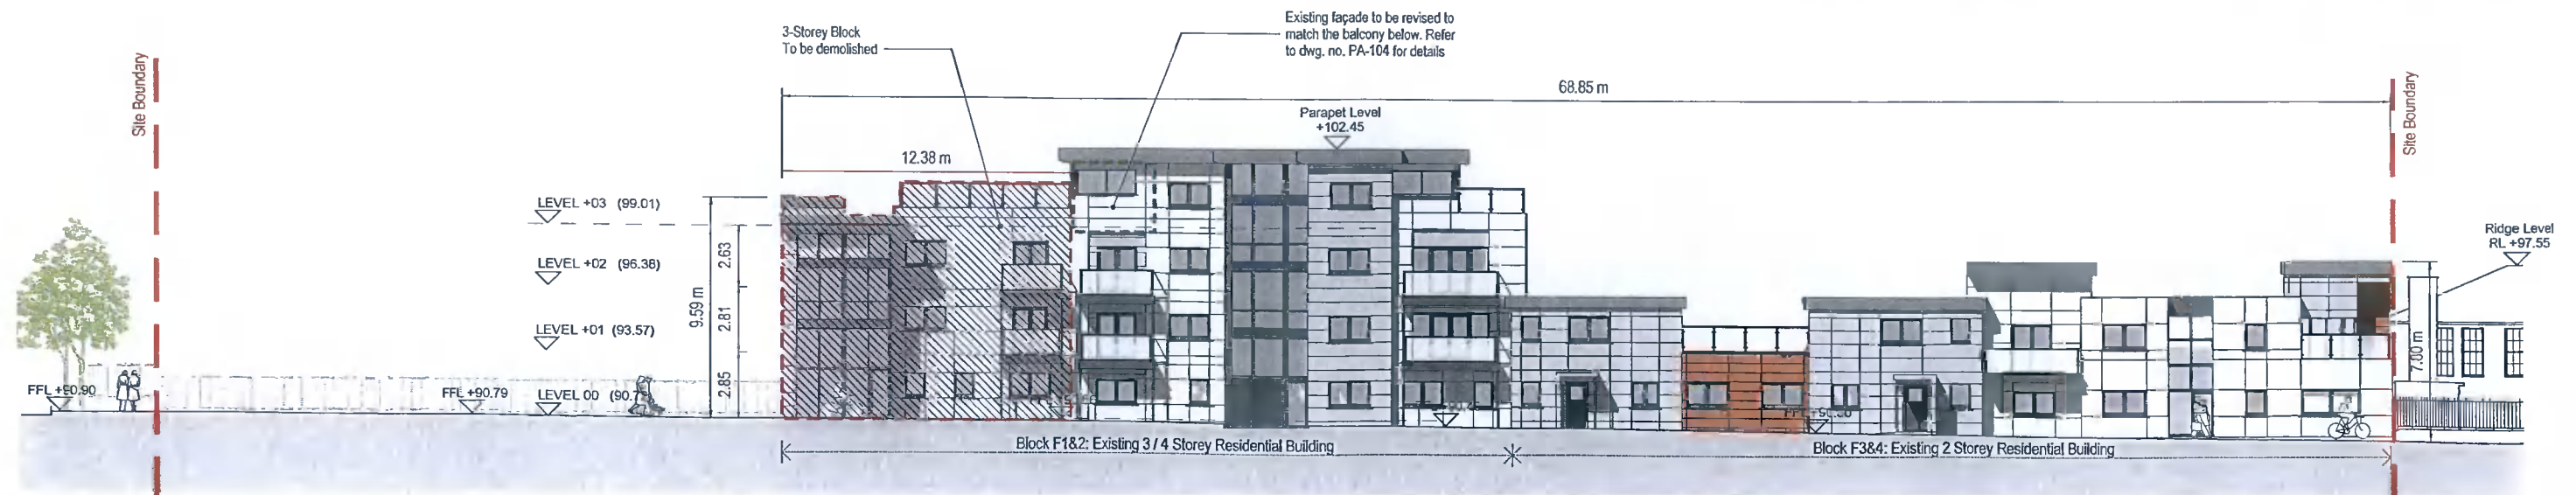 3-Storey Block
To be demolished
Existing façade to be revised to
match the balcony below. Refer
to dwg. no. PA-104 for details
Site Boundary
68.85 m
Site Boundary
Parapet Level
+102.45
12.38 m
LEVEL +03 (99.01)
LEVEL +02 (96.38)
LEVEL +01 (93.57)
LEVEL 00
9.59 m
2.63
2.81
2.85
Ridge Level
RL +97.55
7.00 m
FFL +90.90
FFL +90.79
Block F1&2: Existing 3 / 4 Storey Residential Building
Block F3&4: Existing 2 Storey Residential Building